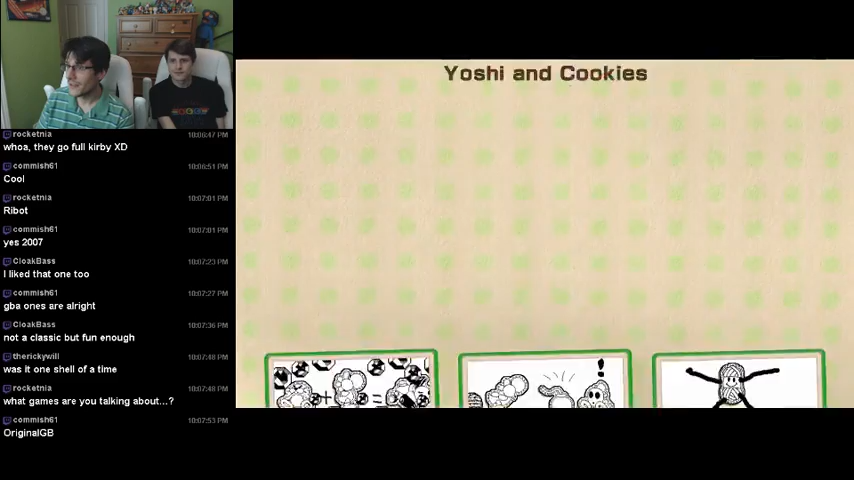 Yoshi and Cookies
rocketnia 10:06:47 PM
whoa, they go full kirby XD
commish61 10:06:51 PM
Cool
rocketnia 10:07:01 PM
Ribot
commish61 10:07:01 PM
yes 2007
CloakBass 10:07:23 PM
I liked that one too
commish61 10:07:27 PM
gba ones are alright
CloakBass 10:07:36 PM
not a classic but fun enough
therickywill 10:07:48 PM
was it one shell of a time
rocketnia 10:07:48 PM
what games are you talking about...?
commish61 10:07:53 PM
OriginalGB